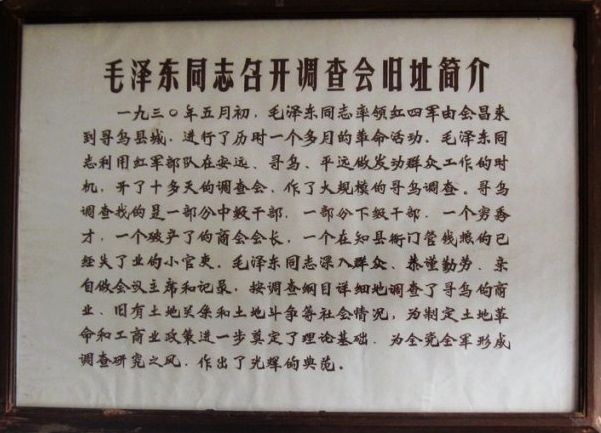 毛泽东同志召开调查会旧址简介
一九三〇年五月初，毛泽东同志率领红四军由会昌来
到寻乌县城，进行了历时一个多月的革命活动，毛泽东同
志利用红军部队在安远、寻乌、平远做发动群众工作的时
机，开了十多天的调查会，作了大规模的寻乌调查。寻乌
调查找的是一部分中级干部，一部分下级干部，一个穷秀
才，一个破产了的商会会长，一个在知县衙门管钱粮的已
经失了业的小官吏。毛泽东同志深入群众、恭谨勤劳、亲
自做会议主席和记录，按调查纲目详细地调查了寻乌的商
业、旧有土地关系和土地斗争等社会情况，为制定土地革
命和工商业政策进一步奠定了理论基础，为全党全军形成
调查研究之风，作出了光辉的典范。